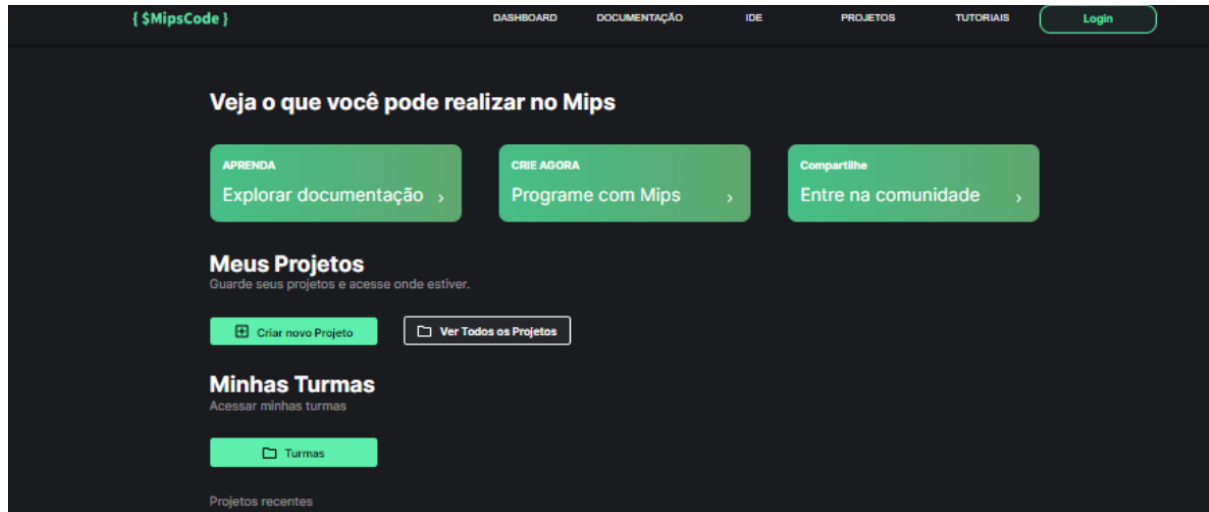 { $MipsCode } DASHBOARD DOCUMENTAÇÃO IDE PROJETOS TUTORIAIS Login
Veja o que você pode realizar no Mips
APRENDA CRIE AGORA Compartilhe
Explorar documentação › Programe com Mips › Entre na comunidade ›
Meus Projetos
Guarde seus projetos e acesse onde estiver.
Criar novo Projeto Ver Todos os Projetos
Minhas Turmas
Acessar minhas turmas
Turmas
Projetos recentes